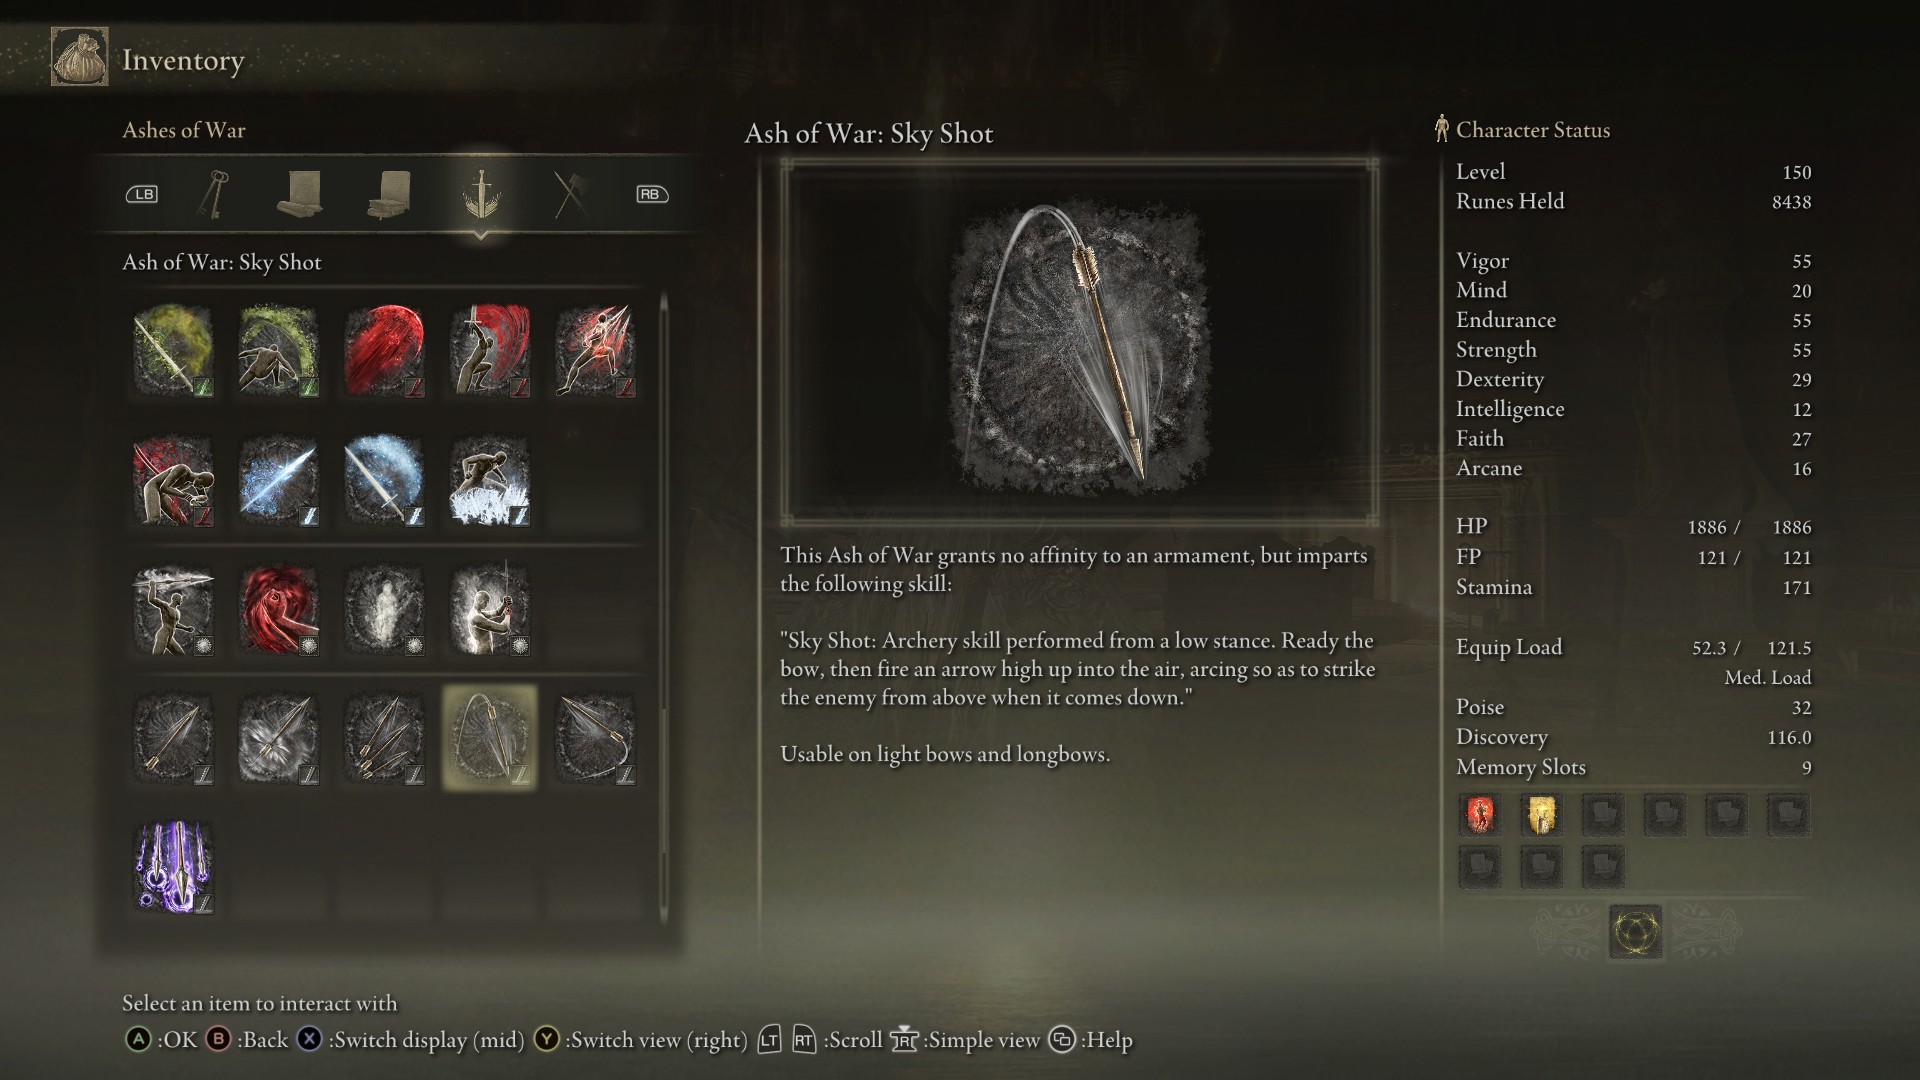 Inventory
Ashes of War
LB
RB
Ash of War: Sky Shot
Ash of War: Sky Shot
This Ash of War grants no affinity to an armament, but imparts
the following skill:
"Sky Shot: Archery skill performed from a low stance. Ready the
bow, then fire an arrow high up into the air, arcing so as to strike
the enemy from above when it comes down."
Usable on light bows and longbows.
Character Status
Level 150
Runes Held 8438
Vigor 55
Mind 20
Endurance 55
Strength 55
Dexterity 29
Intelligence 12
Faith 27
Arcane 16
HP 1886 / 1886
FP 121 / 121
Stamina 171
Equip Load 52.3 / 121.5
Med. Load
Poise 32
Discovery 116.0
Memory Slots 9
Select an item to interact with
A :OK B :Back X :Switch display (mid) Y :Switch view (right) LT RT :Scroll R :Simple view :Help